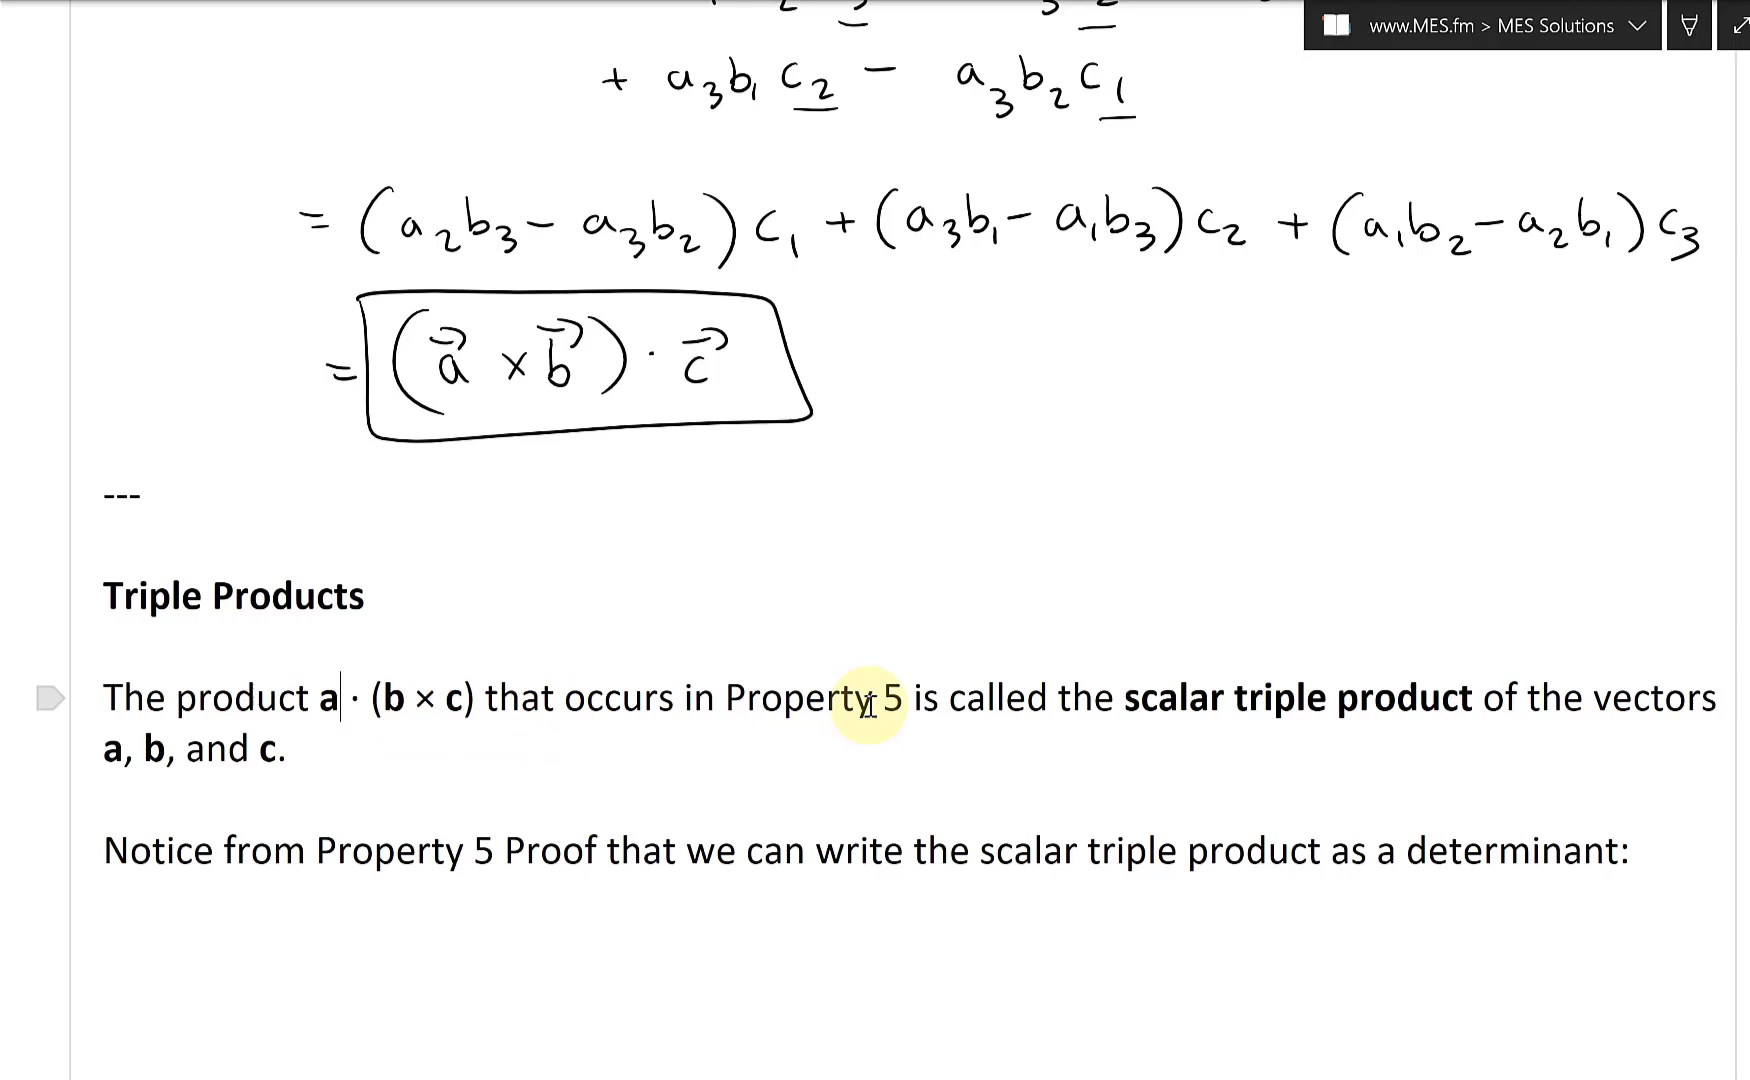 www.MES.fm > MES Solutions
+ a₃b₁c₂ − a₃b₂c₁
= (a₂b₃ − a₃b₂)c₁ + (a₃b₁ − a₁b₃)c₂ + (a₁b₂ − a₂b₁)c₃
= (a⃗ × b⃗) · c⃗
---
Triple Products
The product a · (b × c) that occurs in Property 5 is called the scalar triple product of the vectors
a, b, and c.
Notice from Property 5 Proof that we can write the scalar triple product as a determinant: